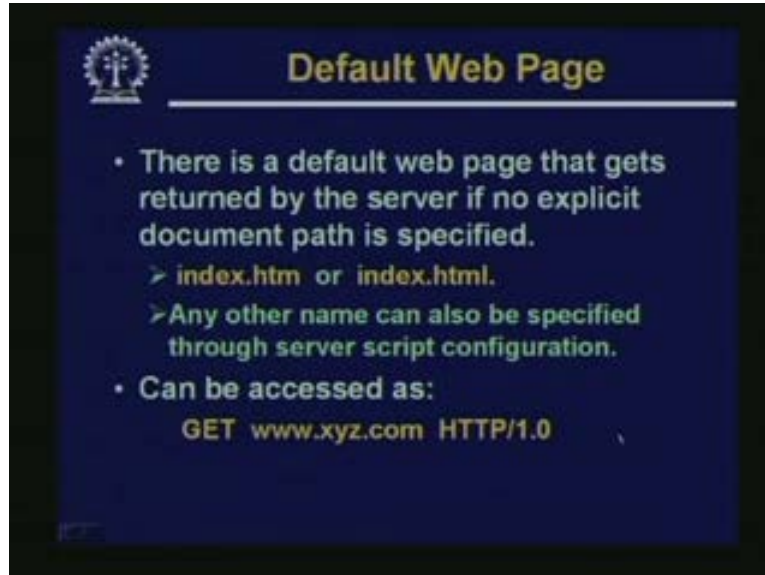 Default Web Page
• There is a default web page that gets
returned by the server if no explicit
document path is specified.
➢ index.htm or index.html.
➢Any other name can also be specified
through server script configuration.
• Can be accessed as:
GET www.xyz.com HTTP/1.0